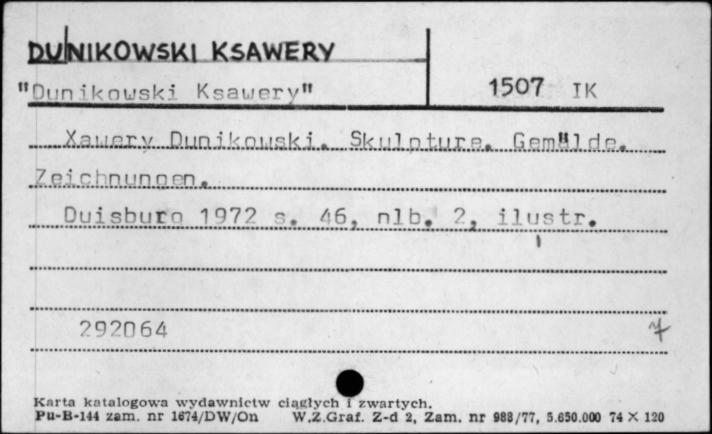 DUNIKOWSKI KSAWERY
"Dunikowski Ksawery" 1507 IK
Xawery Dunikowski. Skulpture. Gemälde.
Zeichnungen.
Duisburg 1972 s. 46, nlb. 2, ilustr.
292064
Karta katalogowa wydawnictw ciągłych i zwartych.
Pu-B-144 zam. nr 1674/DW/On W.Z.Graf. Z-d 2, Zam. nr 988/77, 5.650.000 74 × 120